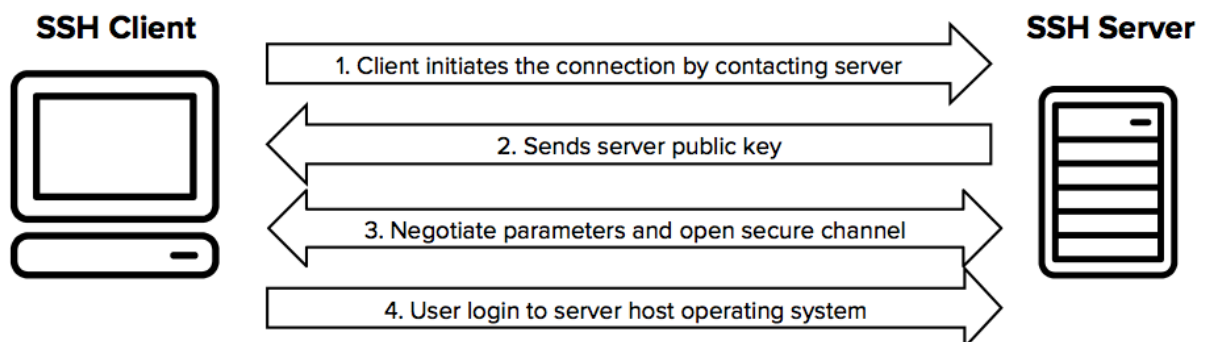 SSH Client
SSH Server
1. Client initiates the connection by contacting server
2. Sends server public key
3. Negotiate parameters and open secure channel
4. User login to server host operating system